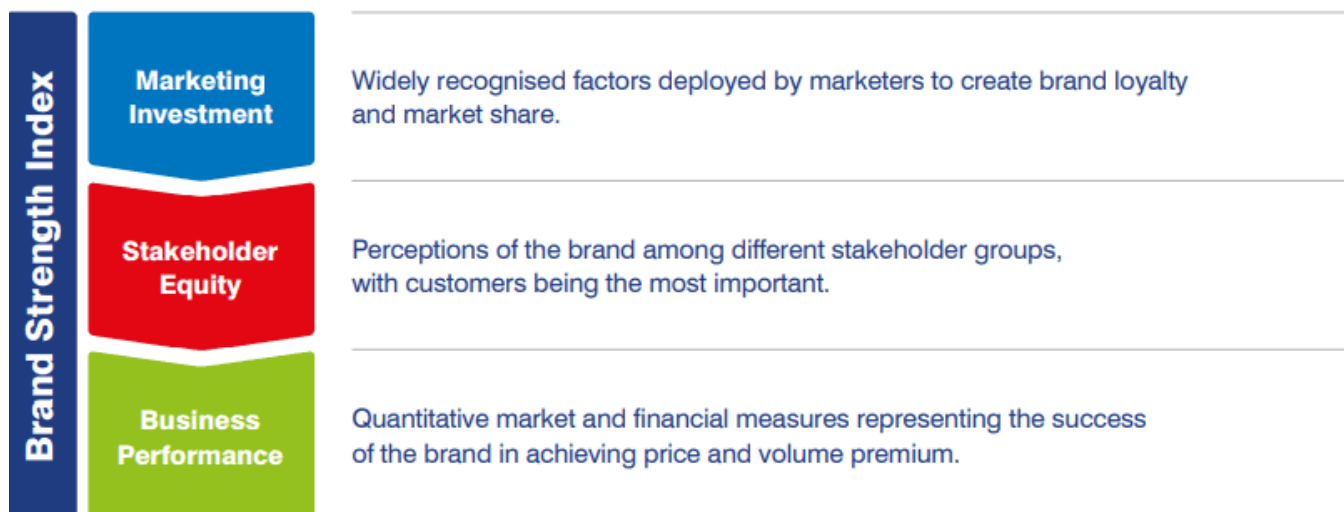 Brand Strength Index
Marketing
Investment
Widely recognised factors deployed by marketers to create brand loyalty
and market share.
Stakeholder
Equity
Perceptions of the brand among different stakeholder groups,
with customers being the most important.
Business
Performance
Quantitative market and financial measures representing the success
of the brand in achieving price and volume premium.